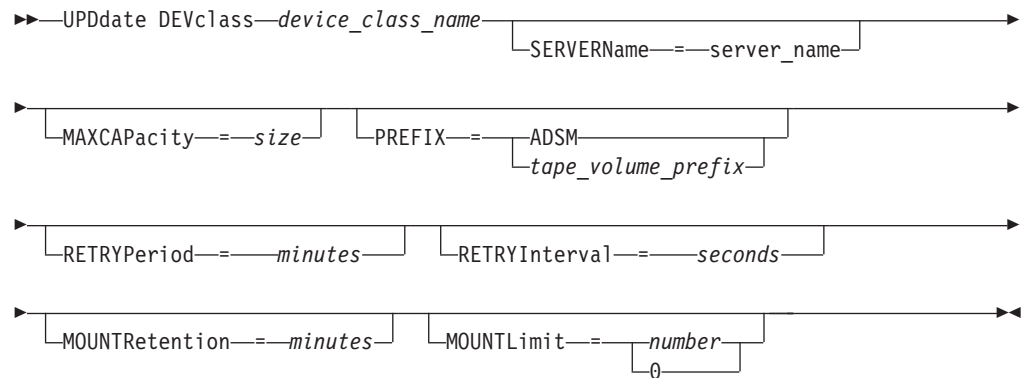 UPDdate DEVclass device_class_name
SERVERName = server_name
MAXCAPacity = size PREFIX = ADSM
tape_volume_prefix
RETRYPeriod = minutes RETRYInterval = seconds
MOUNTRetention = minutes MOUNTLimit = number
0